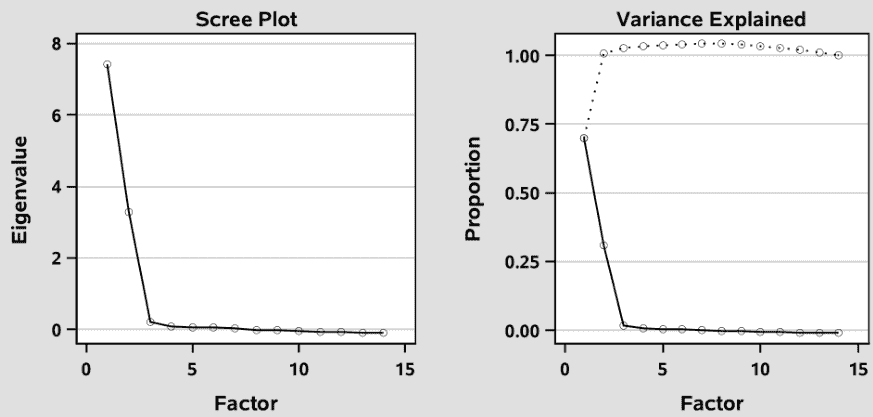 Scree Plot
8
6
4
2
0
Eigenvalue
0 5 10 15
Factor
Variance Explained
1.00
0.75
0.50
0.25
0.00
Proportion
0 5 10 15
Factor